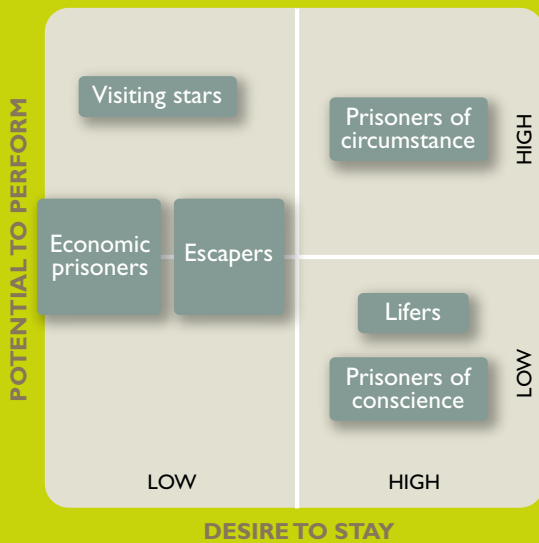 POTENTIAL TO PERFORM
Visiting stars
Prisoners of
circumstance
HIGH
Economic
prisoners
Escapers
Lifers
Prisoners of
conscience
LOW
LOW
HIGH
DESIRE TO STAY